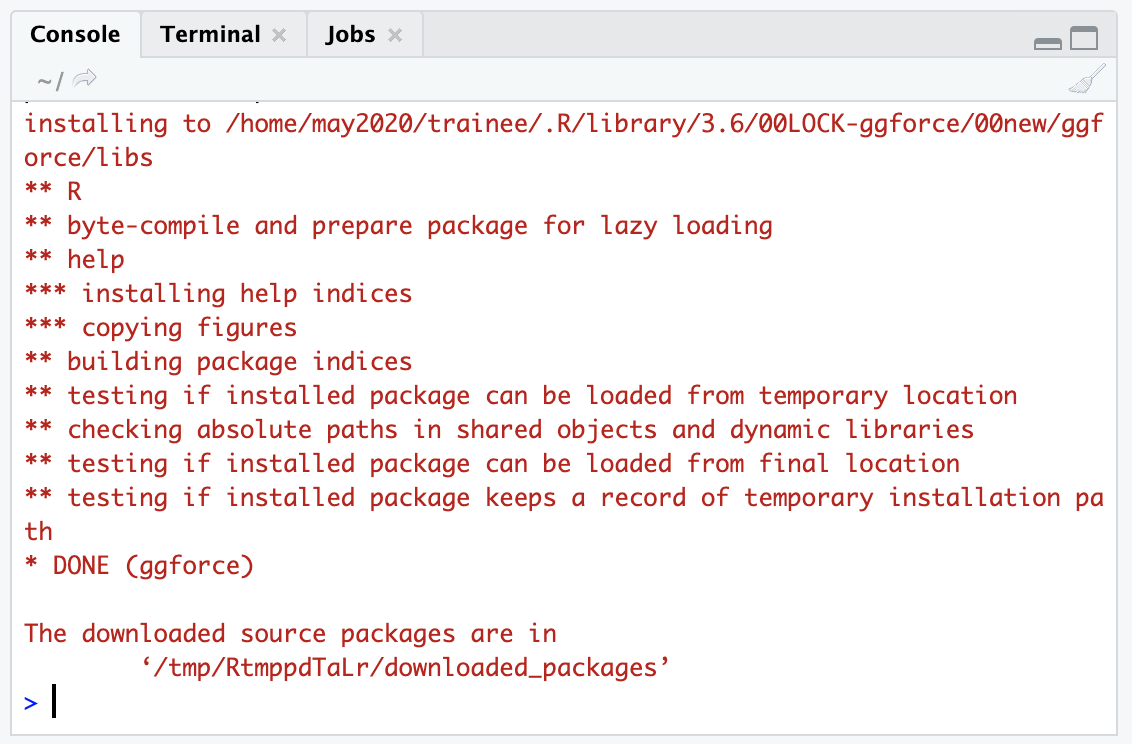 Console Terminal Jobs
~/
installing to /home/may2020/trainee/.R/library/3.6/00LOCK-ggforce/00new/ggf
orce/libs
** R
** byte-compile and prepare package for lazy loading
** help
*** installing help indices
*** copying figures
** building package indices
** testing if installed package can be loaded from temporary location
** checking absolute paths in shared objects and dynamic libraries
** testing if installed package can be loaded from final location
** testing if installed package keeps a record of temporary installation pa
th
* DONE (ggforce)
The downloaded source packages are in
‘/tmp/RtmppdTaLr/downloaded_packages’
>